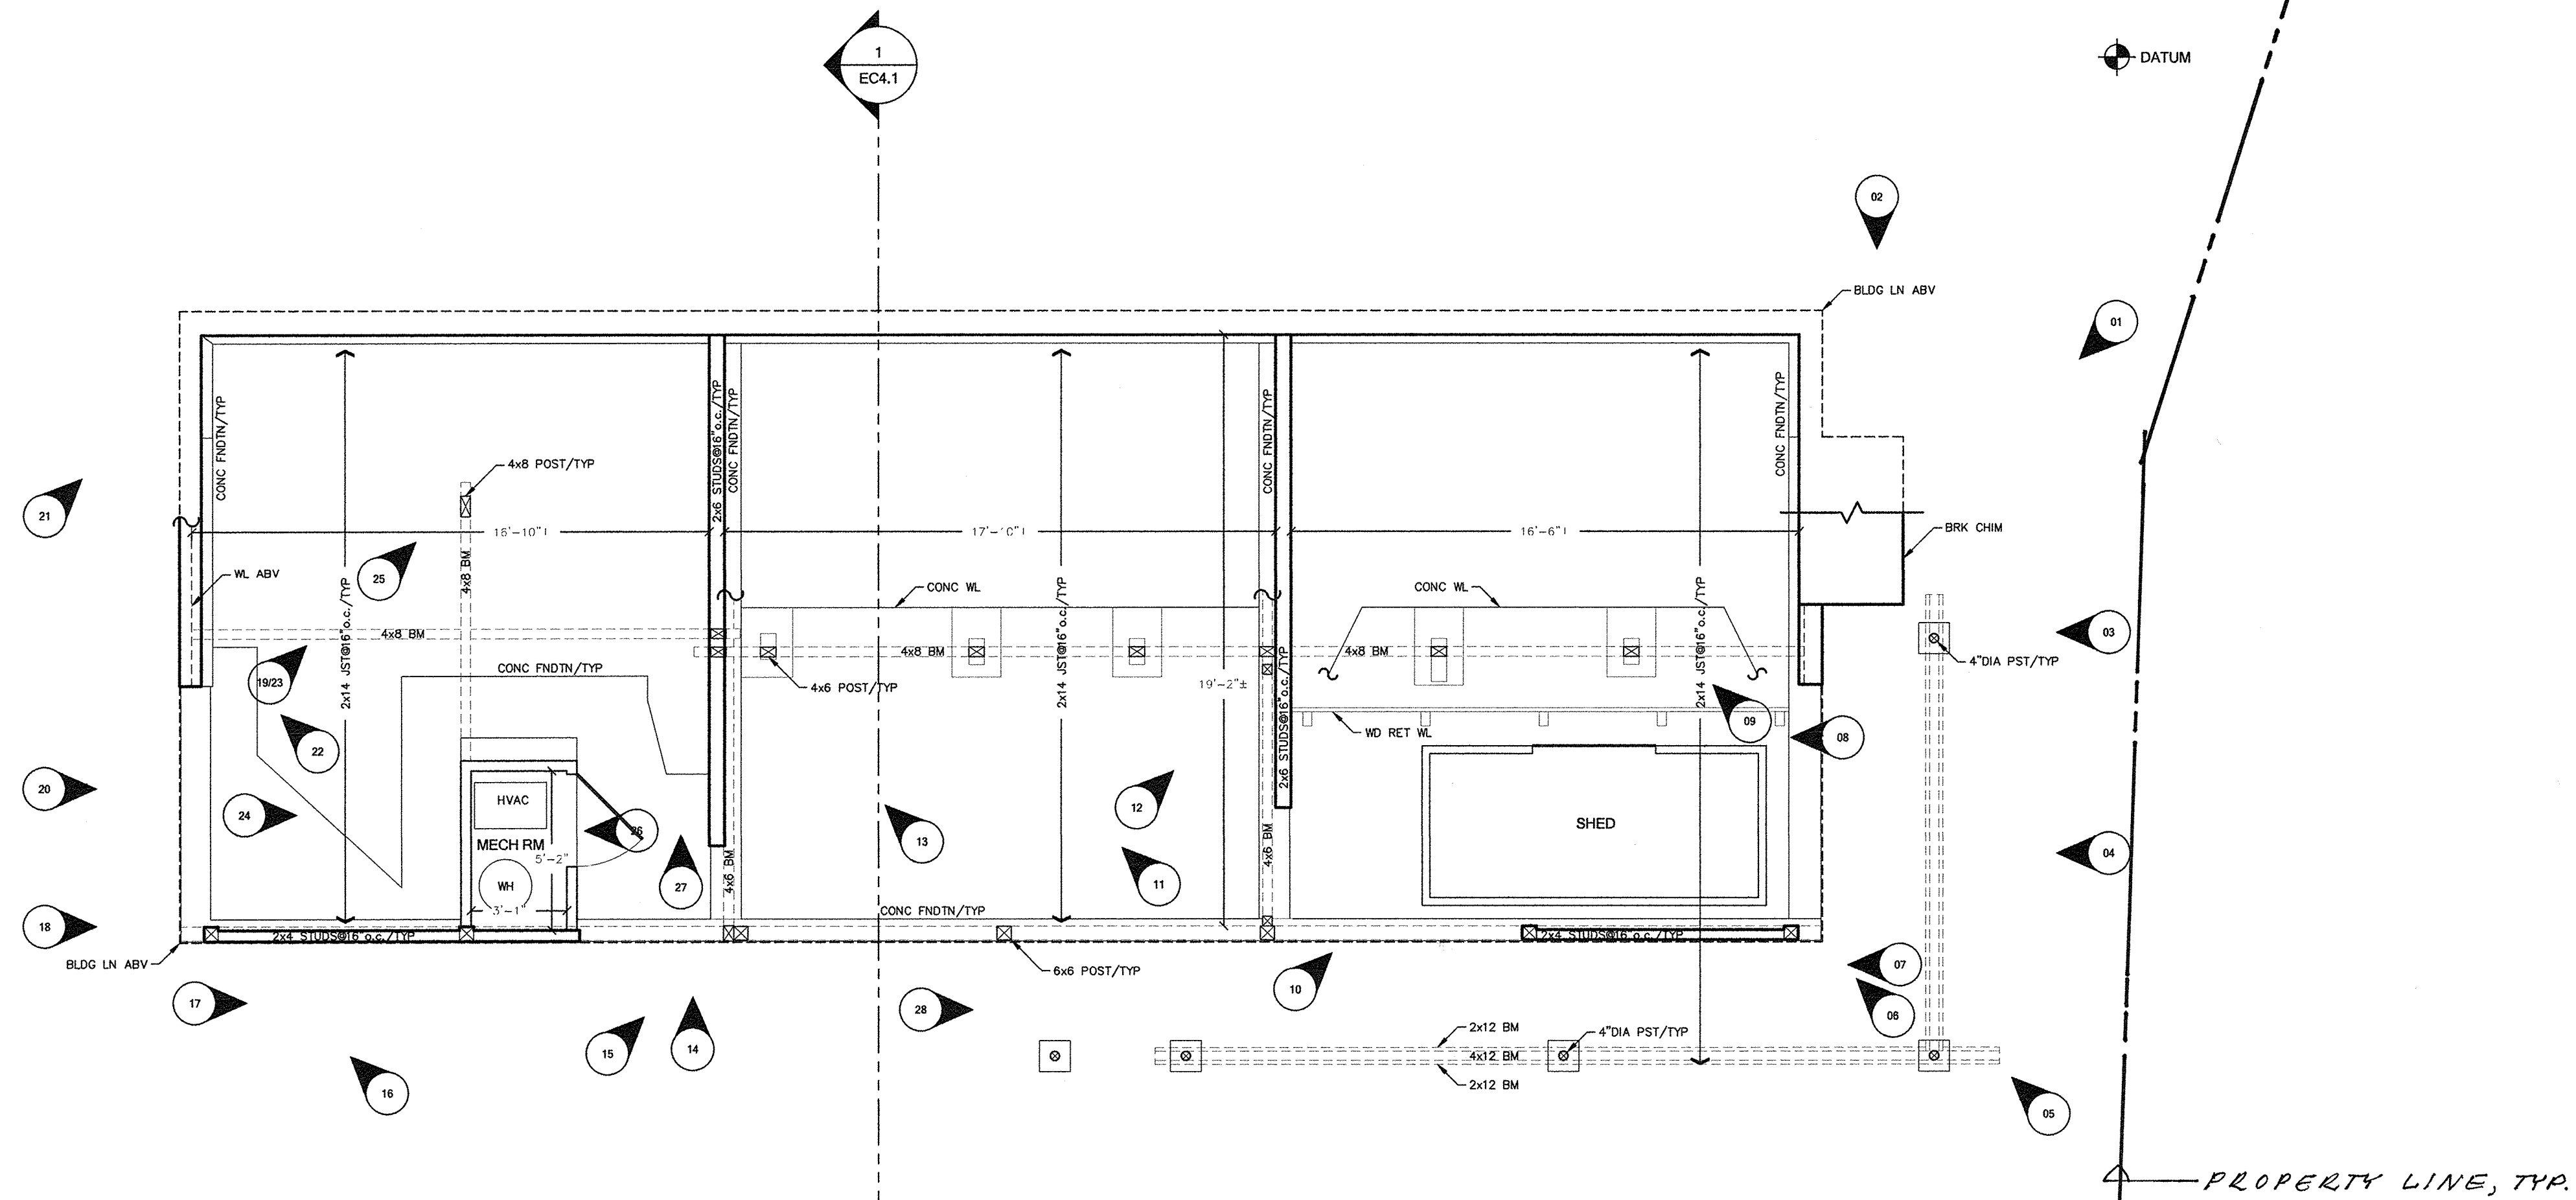 1
EC4.1
DATUM
02
BLDG LN ABV
01
CONC FNDTN/TYP
2x6 STUDS@16"o.c./TYP
CONC FNDTN/TYP
CONC FNDTN/TYP
CONC FNDTN/TYP
4x8 POST/TYP
21
17'-10"±
16'-6"±
BRK CHIM
WL ABV
25
4x8 BM
2x14 JST@16"o.c./TYP
CONC WL
2x14 JST@16"o.c./TYP
CONC WL
2x14 JST@16"o.c./TYP
4x8 BM
4x8 BM
4x8 BM
03
4"DIA PST/TYP
CONC FNDTN/TYP
19/23
4x6 POST/TYP
19'-2"±
2x6 STUDS@16"o.c./TYP
09
WD RET WL
08
22
20
24
HVAC
MECH RM
5'-2"
26
WH
3'-1"
27
4x6 BM
13
12
11
4x6 BM
SHED
04
CONC FNDTN/TYP
18
2x4 STUDS@16"o.c./TYP
2x4 STUDS@16"o.c./TYP
BLDG LN ABV
6x6 POST/TYP
07
17
28
10
06
15
14
2x12 BM
4"DIA PST/TYP
4x12 BM
2x12 BM
16
05
PROPERTY LINE, TYP.